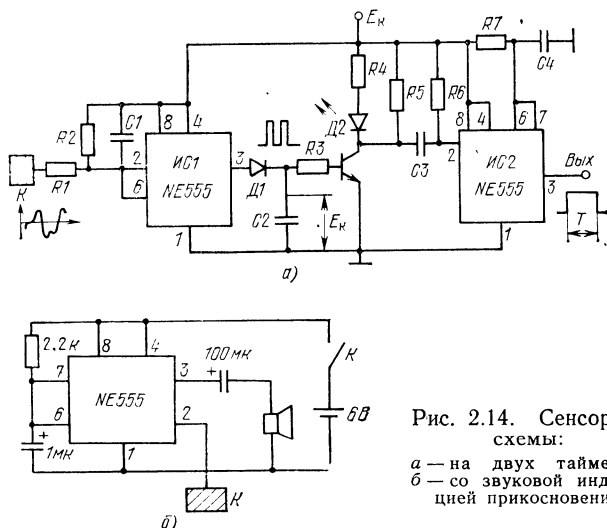 Eк
R7
C4
R4
R2
C1
8
4
Д2
R5
R6
8
4
6
7
2
ИС1
NE555
3
R3
C3
2
ИС2
NE555
Вых
3
К
R1
6
Д1
C2
Eк
1
1
T
а)
2,2к
8
4
100мк
+
К
7
3
NE555
6
2
6В
+
1мк
1
К
б)
Рис. 2.14. Сенсор
схемы:
а — на двух тайме
б — со звуковой инд
цией прикосновени